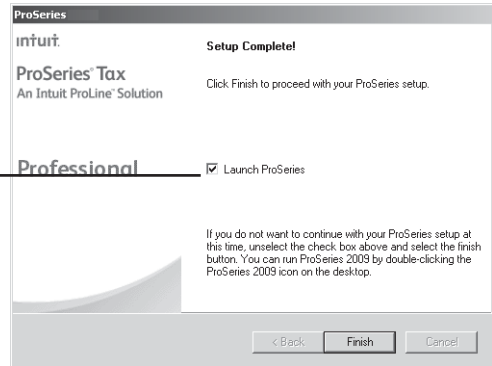 ProSeries
ıntuıt.
Setup Complete!
ProSeries® Tax
An Intuit ProLine™ Solution
Click Finish to proceed with your ProSeries setup.
Professional
Launch ProSeries
If you do not want to continue with your ProSeries setup at
this time, unselect the check box above and select the finish
button. You can run ProSeries 2009 by double-clicking the
ProSeries 2009 icon on the desktop.
< Back
Finish
Cancel